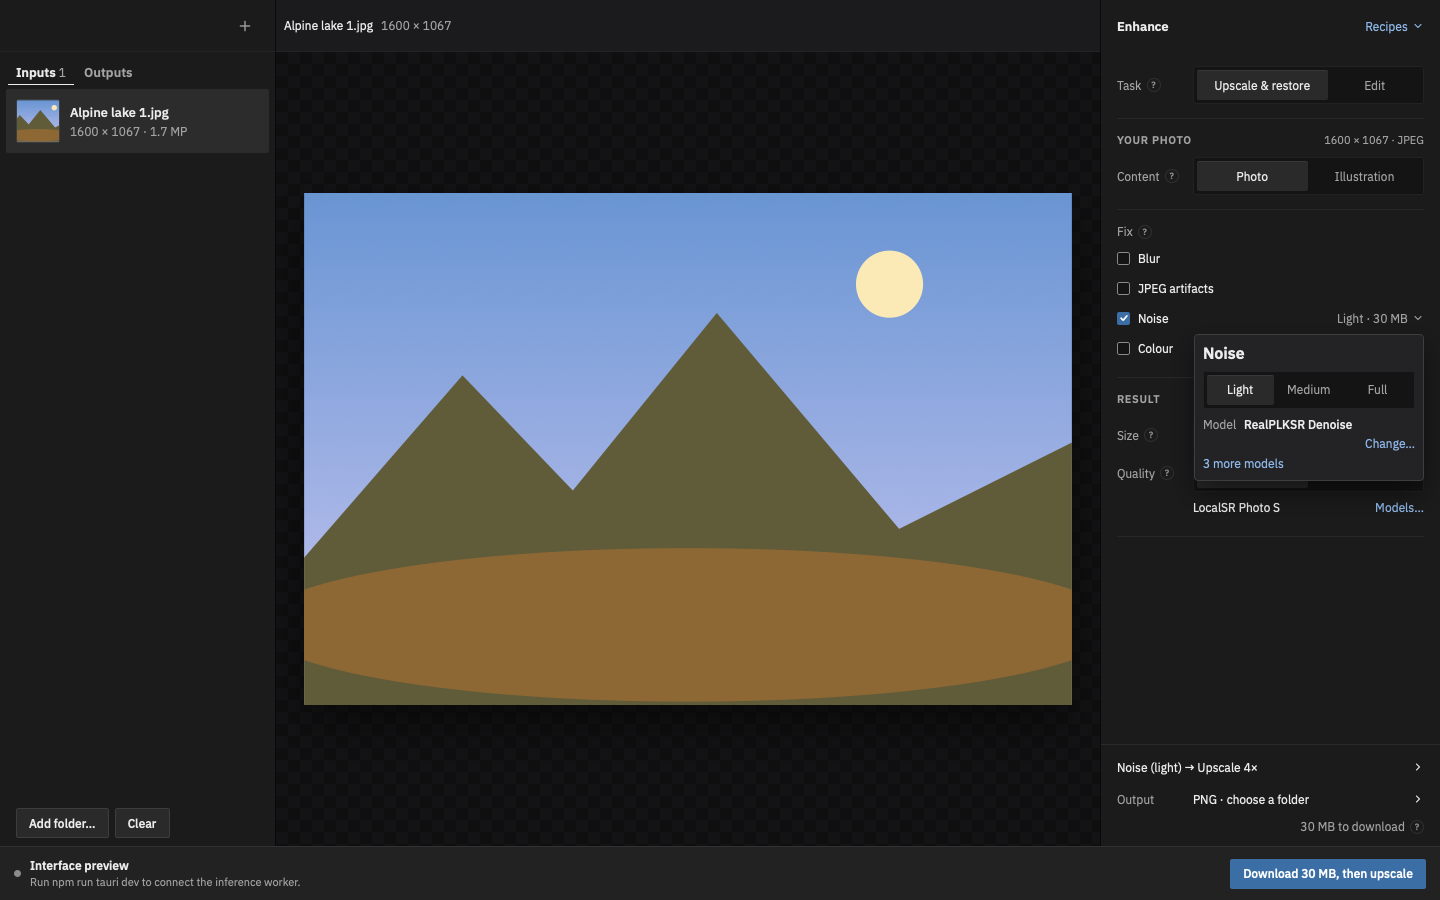 Alpine lake 1.jpg 1600 × 1067
Enhance
Recipes
Inputs 1
Outputs
Alpine lake 1.jpg
1600 × 1067 · 1.7 MP
Task ?
Upscale & restore
Edit
YOUR PHOTO
1600 × 1067 · JPEG
Content ?
Photo
Illustration
Fix ?
Blur
JPEG artifacts
Noise
Light · 30 MB
Colour
Noise
Light
Medium
Full
Model RealPLKSR Denoise
Change...
3 more models
RESULT
Size ?
Quality ?
LocalSR Photo S
Models...
Noise (light) → Upscale 4×
Output
PNG · choose a folder
30 MB to download ?
Add folder...
Clear
Interface preview
Run npm run tauri dev to connect the inference worker.
Download 30 MB, then upscale